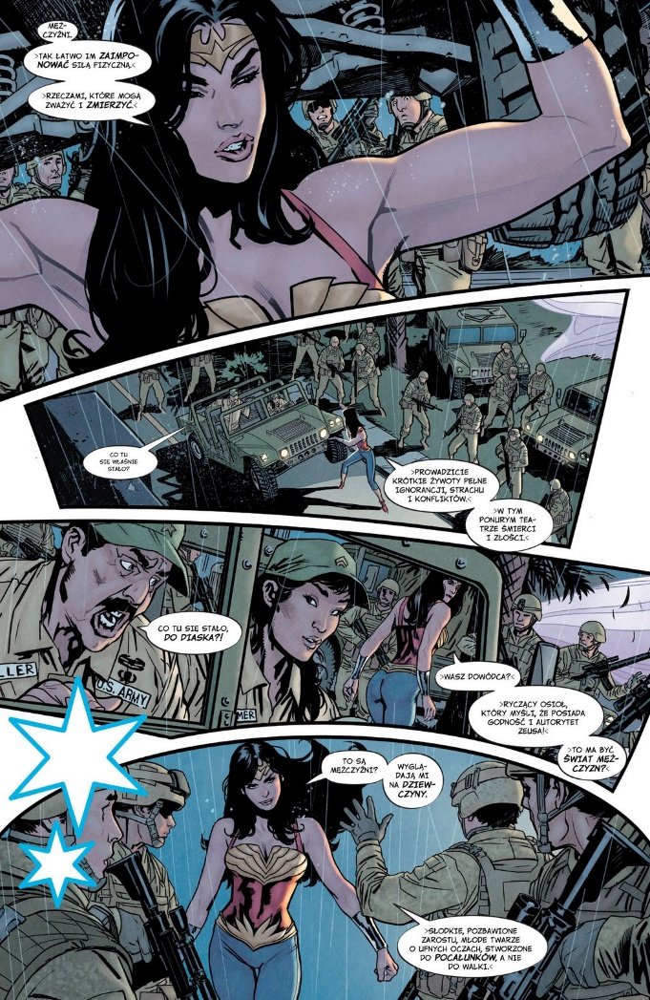 MĘŻ-
CZYŹNI.
>TAK ŁATWO IM ZAIMPO-
NOWAĆ SIŁĄ FIZYCZNĄ.<
>RZECZAMI, KTÓRE MOGĄ
ZWAŻYĆ I ZMIERZYĆ.<
CO TU
SIĘ WŁAŚNIE
STAŁO?
>PROWADZICIE
KRÓTKIE ŻYWOTY PEŁNE
IGNORANCJI, STRACHU
I KONFLIKTÓW.<
>W TYM
PONURYM TEA-
TRZE ŚMIERCI
I ZŁOŚCI.<
CO TU SIĘ STAŁO,
DO DIASKA?!
LLER
U.S. ARMY
MER
>WASZ DOWÓDCA?<
>RYCZĄCY OSIOŁ,
KTÓRY MYŚLI, ŻE POSIADA
GODNOŚĆ I AUTORYTET
ZEUSA!<
>TO MA BYĆ
ŚWIAT MĘŻ-
CZYZN?<
TO SĄ
MĘŻCZYŹNI?
WYGLĄ-
DAJĄ MI
NA DZIEW-
CZYNY.
>SŁODKIE, POZBAWIONE
ZAROSTU, MŁODE TWARZE
O UFNYCH OCZACH, STWORZONE
DO POCAŁUNKÓW, A NIE
DO WALKI.<